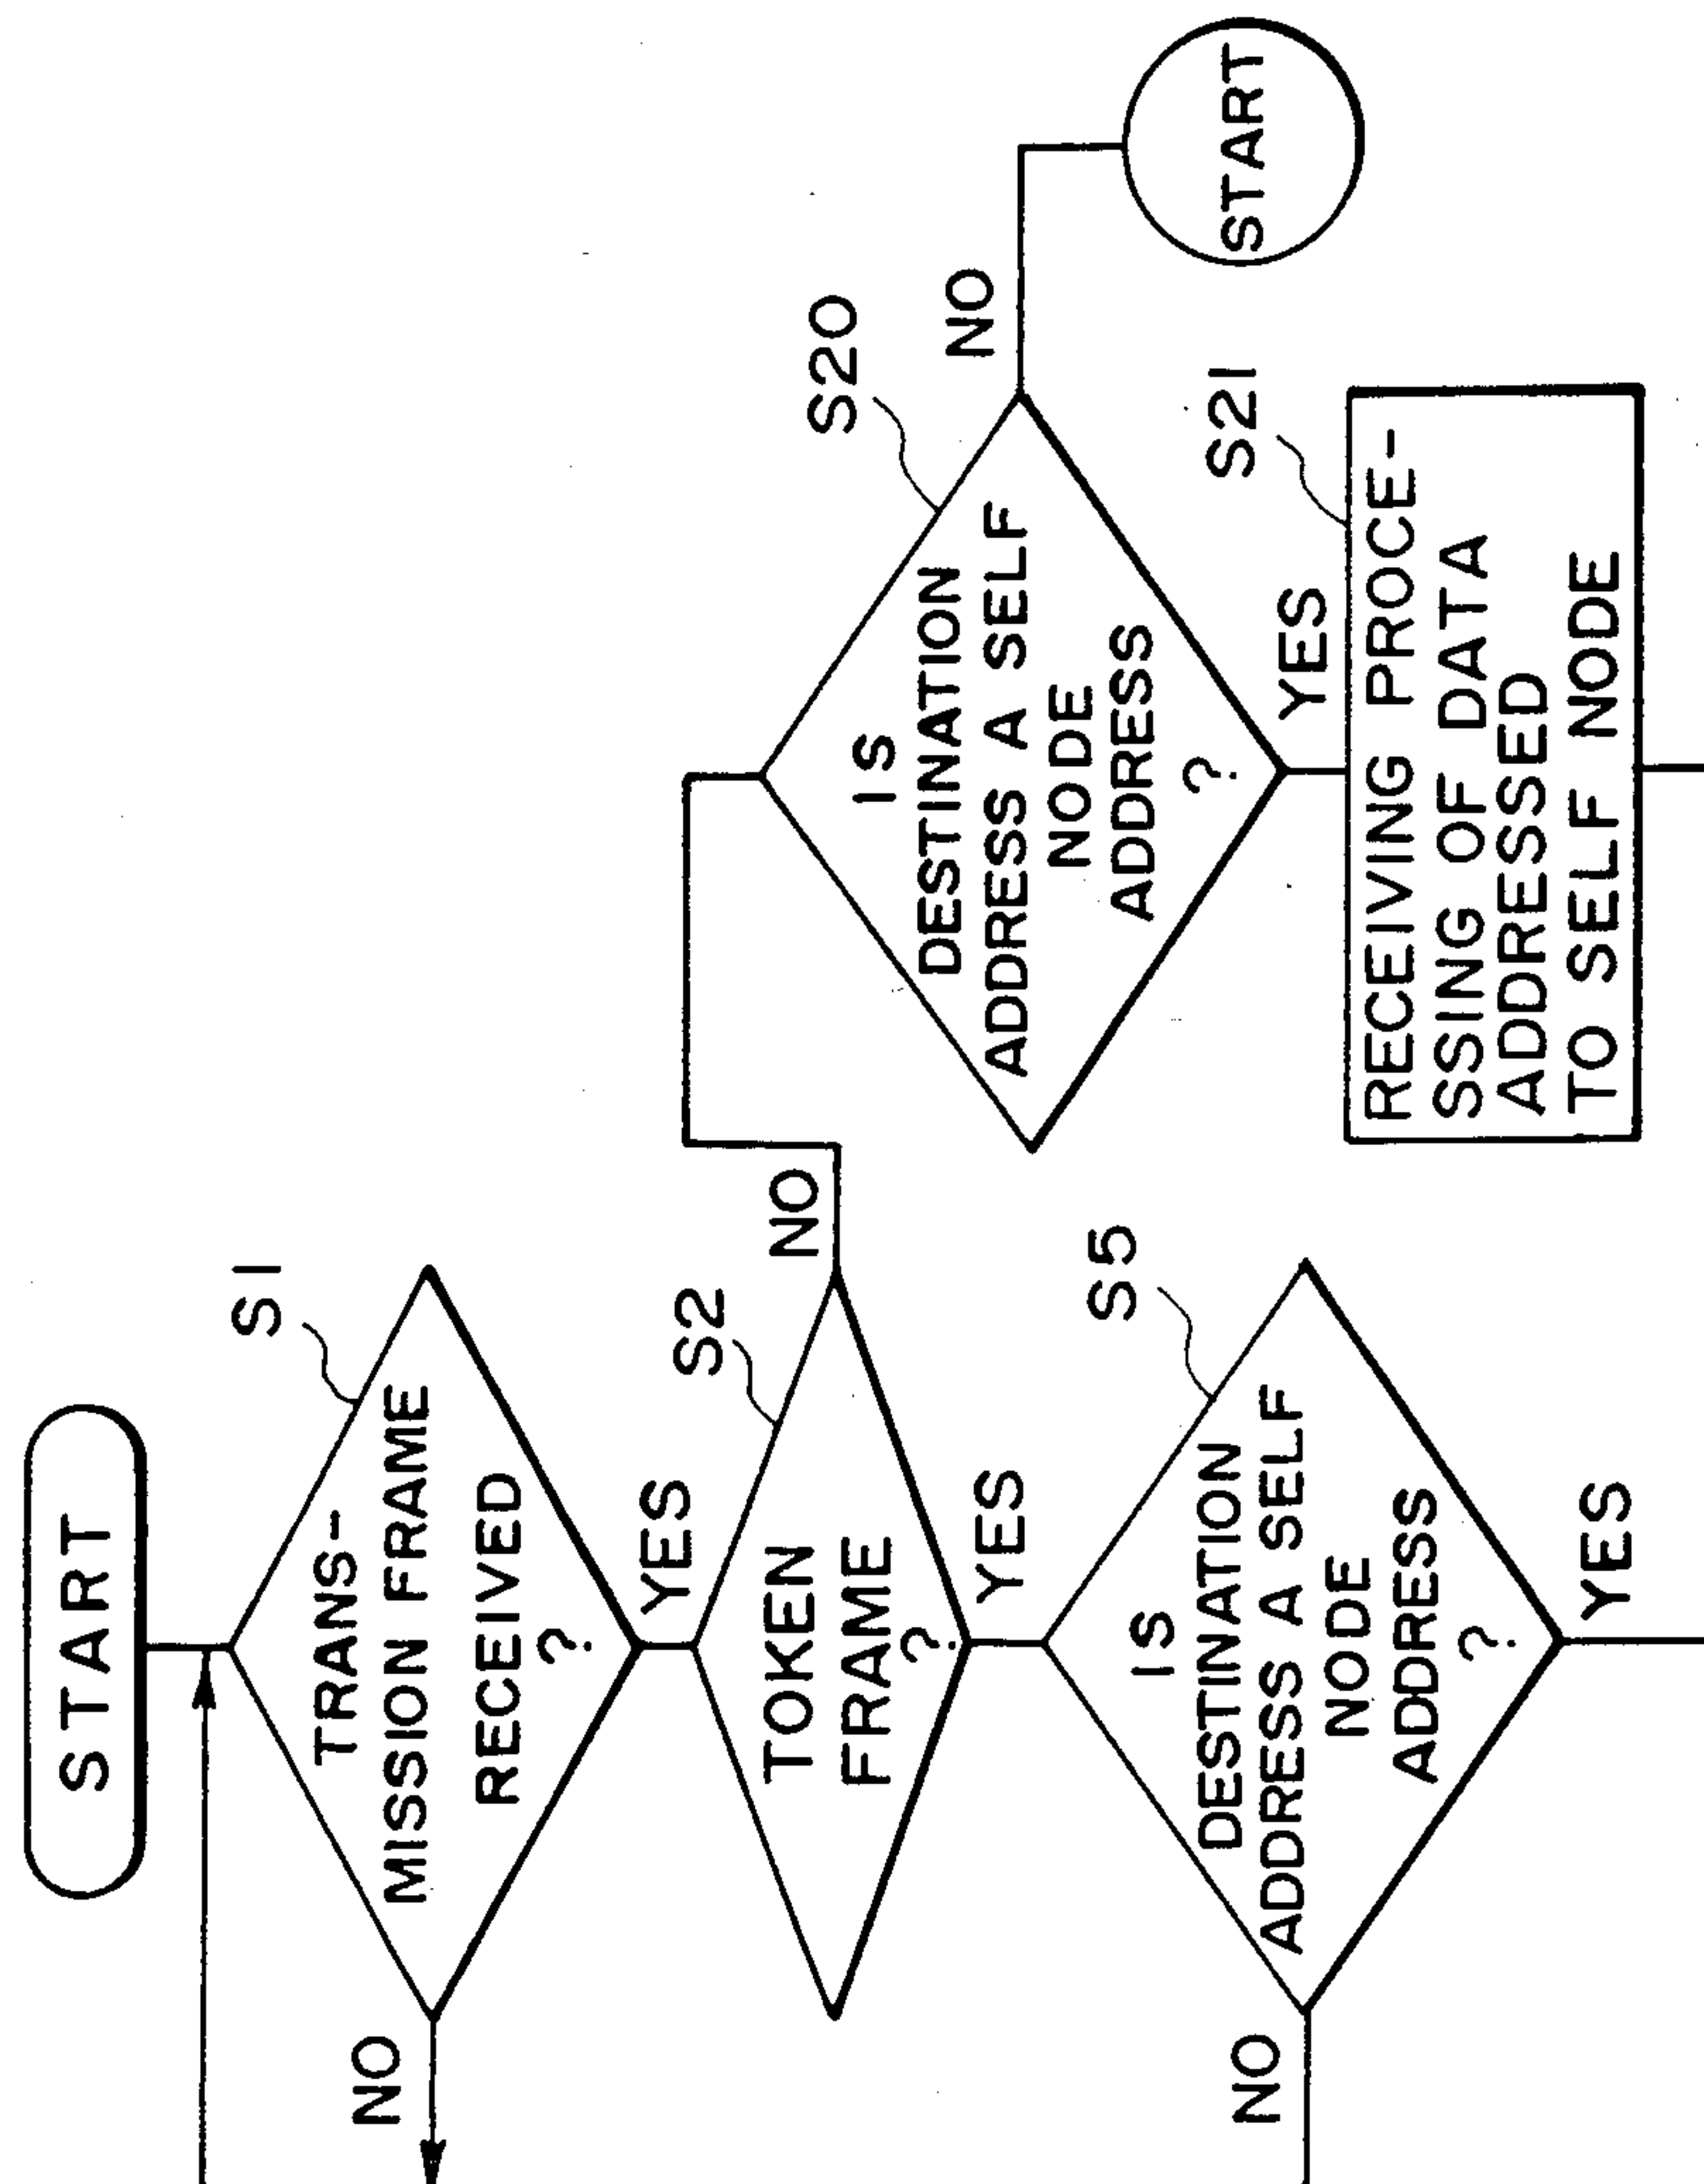 START
S1
TRANS-
MISSION FRAME
RECEIVED
?
NO
YES
S2
TOKEN
FRAME
?
NO
YES
S5
IS
DESTINATION
ADDRESS A SELF
NODE
ADDRESS
?
NO
YES
S20
IS
DESTINATION
ADDRESS A SELF
NODE
ADDRESS
?
NO
START
YES
S21
RECEIVING PROCE-
SSING OF DATA
ADDRESSED
TO SELF NODE